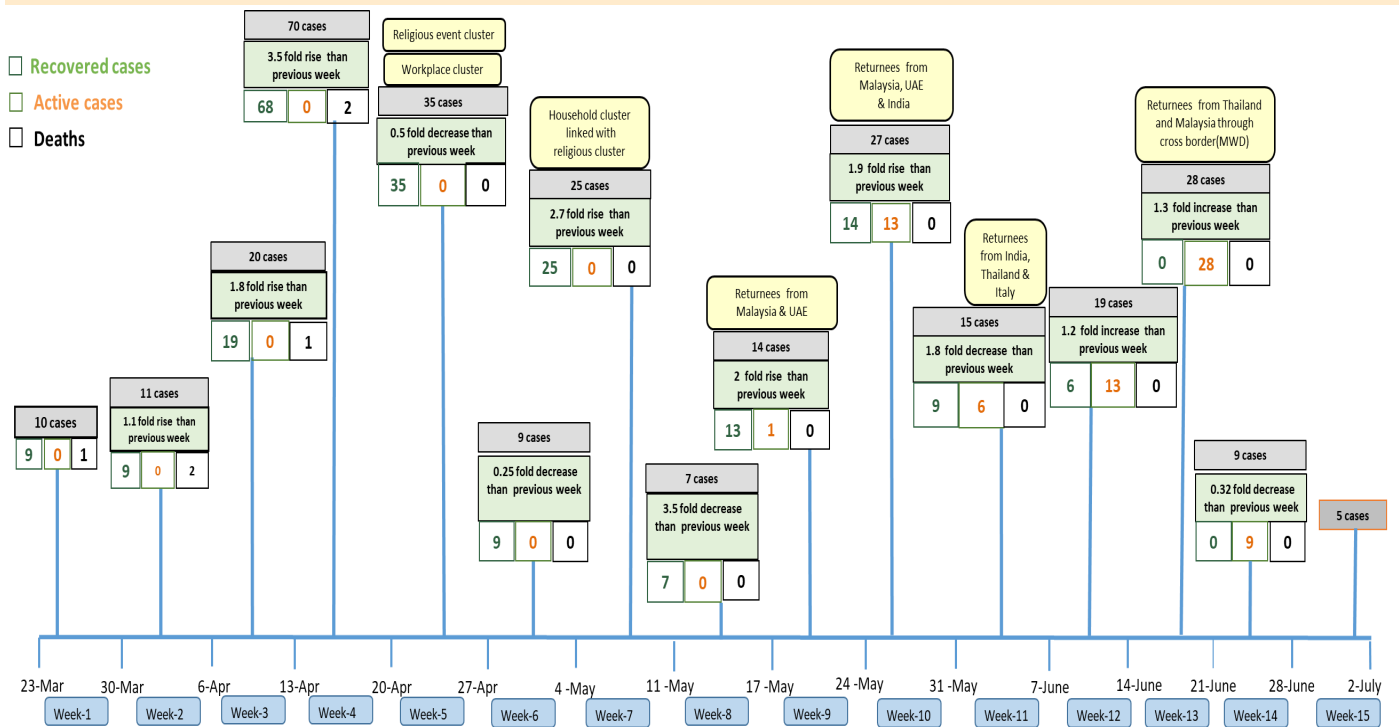 Recovered cases
Active cases
Deaths
10 cases
9 0 1
11 cases
1.1 fold rise than
previous week
9 0 2
20 cases
1.8 fold rise than
previous week
19 0 1
70 cases
3.5 fold rise than
previous week
68 0 2
Religious event cluster
Workplace cluster
35 cases
0.5 fold decrease than
previous week
35 0 0
9 cases
0.25 fold decrease
than previous week
9 0 0
Household cluster
linked with
religious cluster
25 cases
2.7 fold rise than
previous week
25 0 0
7 cases
3.5 fold decrease
than previous week
7 0 0
Returnees from
Malaysia & UAE
14 cases
2 fold rise than
previous week
13 1 0
Returnees from
Malaysia, UAE
& India
27 cases
1.9 fold rise than
previous week
14 13 0
Returnees
from India,
Thailand &
Italy
15 cases
1.8 fold decrease than
previous week
9 6 0
19 cases
1.2 fold increase than
previous week
6 13 0
Returnees from Thailand
and Malaysia through
cross border(MWD)
28 cases
1.3 fold increase than
previous week
0 28 0
9 cases
0.32 fold decrease
than previous week
0 9 0
5 cases
23-Mar 30-Mar 6-Apr 13-Apr 20-Apr 27-Apr 4 -May 11 -May 17 -May 24 -May 31 -May 7-June 14-June 21-June 28-June 2-July
Week-1 Week-2 Week-3 Week-4 Week-5 Week-6 Week-7 Week-8 Week-9 Week-10 Week-11 Week-12 Week-13 Week-14 Week-15